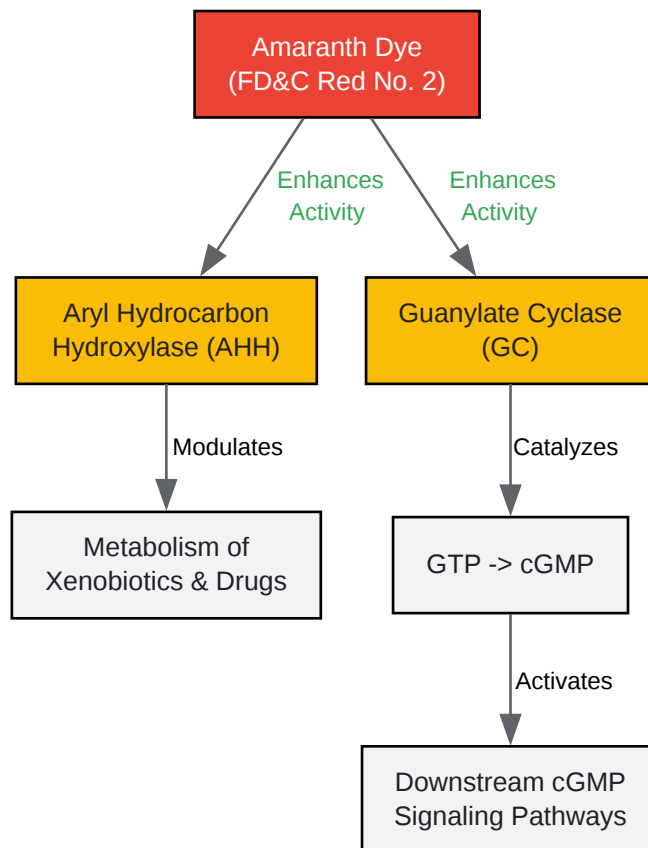 Amaranth Dye
(FD&C Red No. 2)
Enhances
Activity
Enhances
Activity
Aryl Hydrocarbon
Hydroxylase (AHH)
Guanylate Cyclase
(GC)
Modulates
Catalyzes
Metabolism of
Xenobiotics & Drugs
GTP -> cGMP
Activates
Downstream cGMP
Signaling Pathways